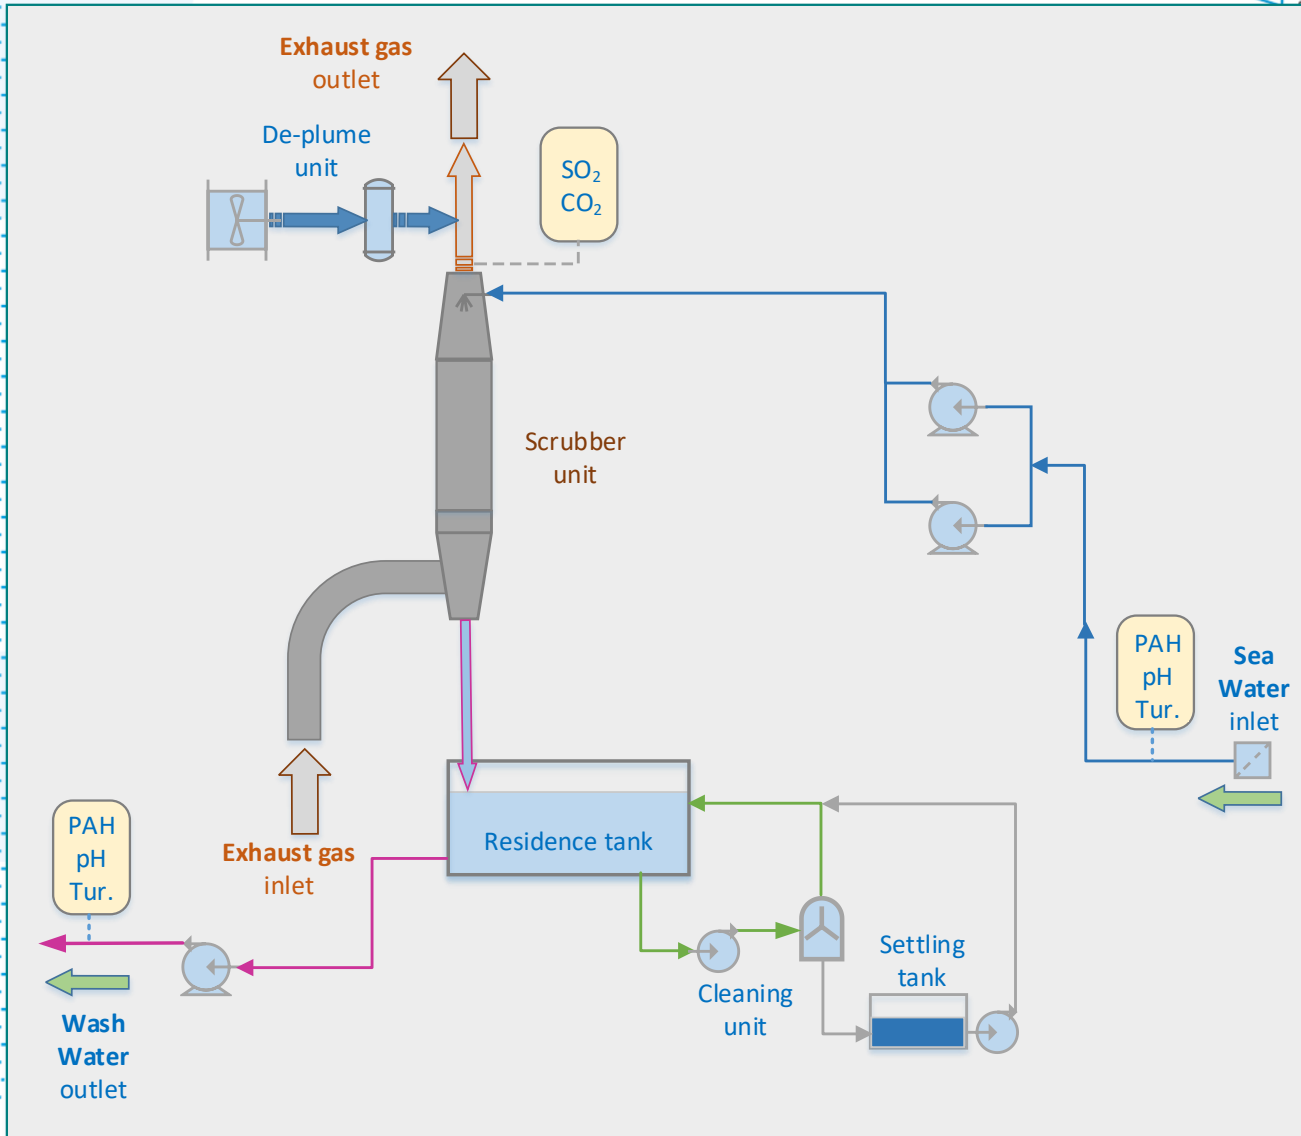 Exhaust gas
outlet
De-plume
unit
SO₂
CO₂
Scrubber
unit
PAH
pH
Tur.
Sea
Water
inlet
Residence tank
PAH
pH
Tur.
Exhaust gas
inlet
Settling
tank
Cleaning
unit
Wash
Water
outlet